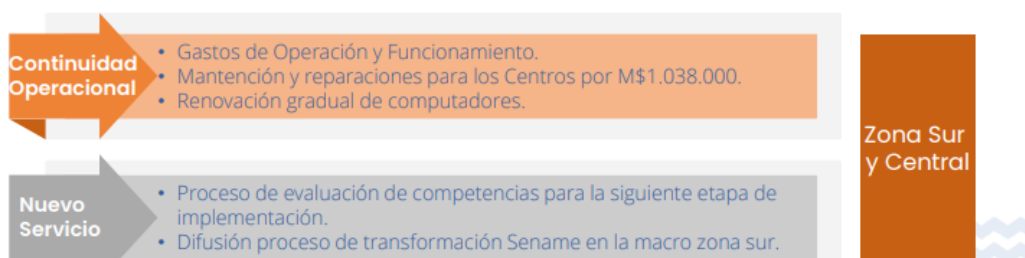 Continuidad
Operacional
• Gastos de Operación y Funcionamiento.
• Mantención y reparaciones para los Centros por M$1.038.000.
• Renovación gradual de computadores.
Nuevo
Servicio
• Proceso de evaluación de competencias para la siguiente etapa de
implementación.
• Difusión proceso de transformación Sename en la macro zona sur.
Zona Sur
y Central